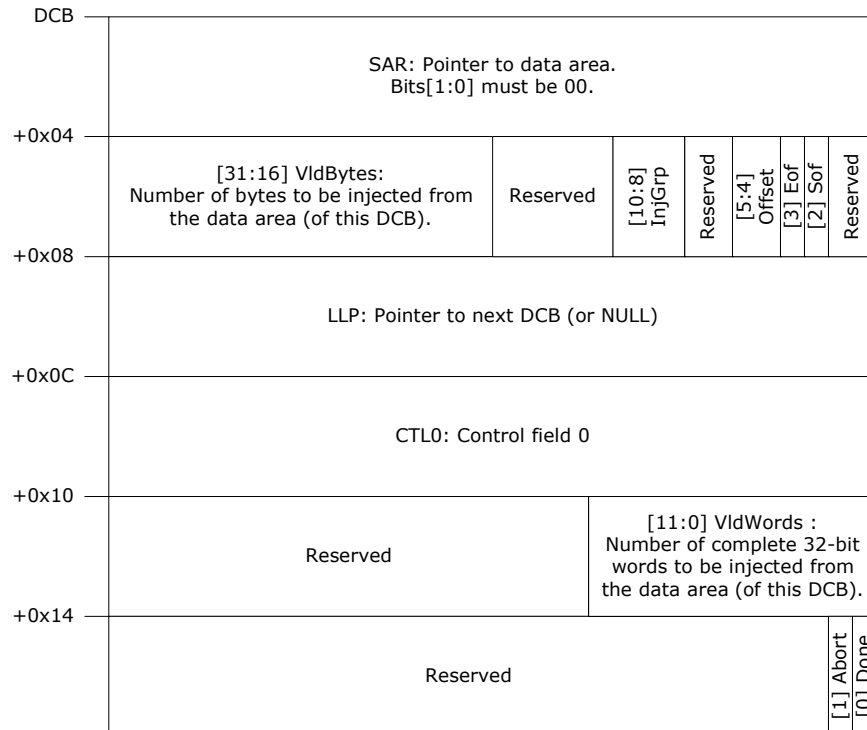 DCB
SAR: Pointer to data area.
Bits[1:0] must be 00.
+0x04
[31:16] VldBytes:
Number of bytes to be injected from
the data area (of this DCB).
Reserved
[10:8]
InjGrp
Reserved
[5:4]
Offset
[3] Eof
[2] Sof
Reserved
+0x08
LLP: Pointer to next DCB (or NULL)
+0x0C
CTL0: Control field 0
+0x10
Reserved
[11:0] VldWords :
Number of complete 32-bit
words to be injected from
the data area (of this DCB).
+0x14
Reserved
[1] Abort
[0] Done